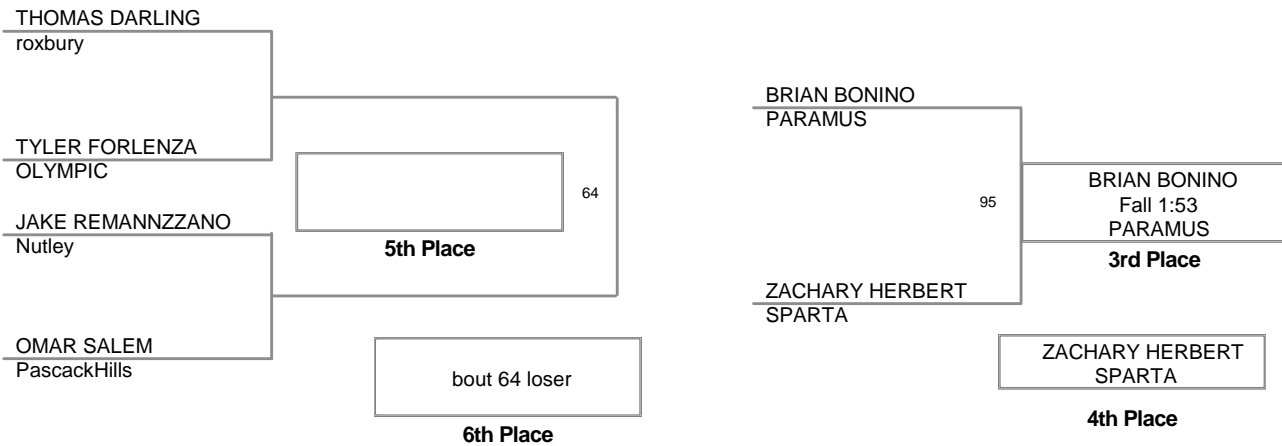 THOMAS DARLING
roxbury
TYLER FORLENZA
OLYMPIC
JAKE REMANNZZANO
Nutley
OMAR SALEM
PascackHills
64
5th Place
bout 64 loser
6th Place
BRIAN BONINO
PARAMUS
95
ZACHARY HERBERT
SPARTA
BRIAN BONINO
Fall 1:53
PARAMUS
3rd Place
ZACHARY HERBERT
SPARTA
4th Place